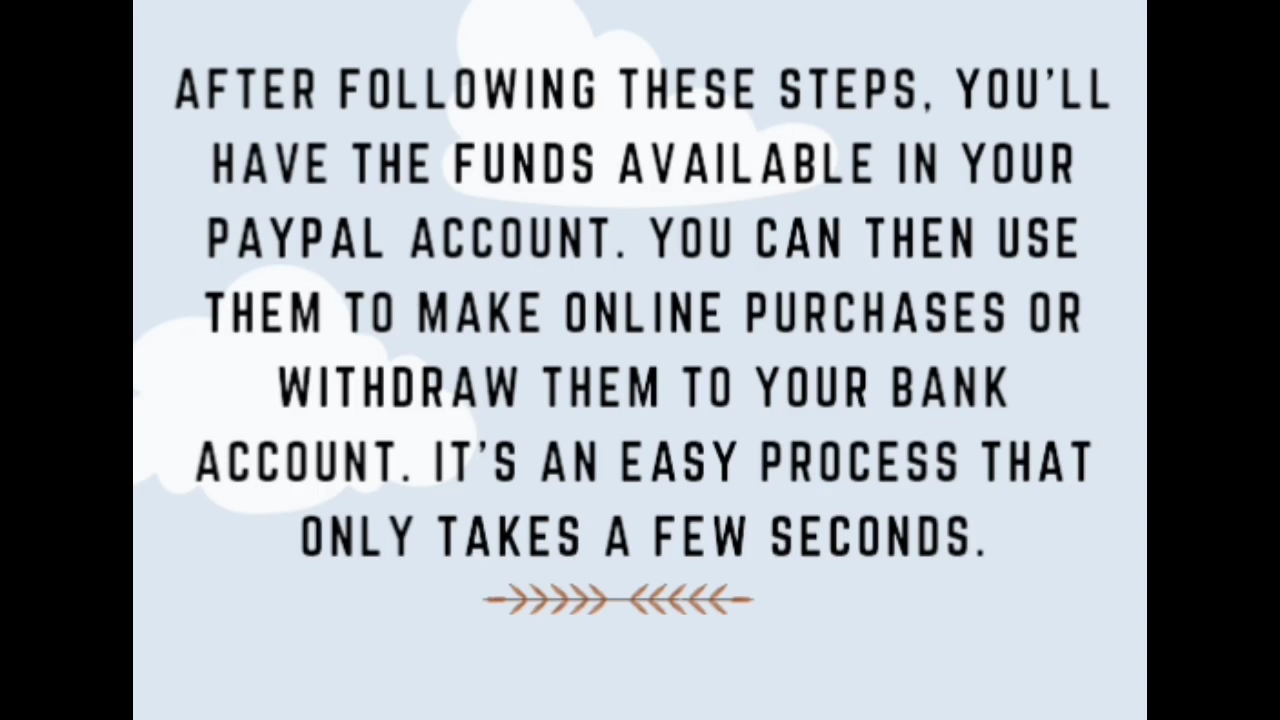 AFTER FOLLOWING THESE STEPS, YOU'LL
HAVE THE FUNDS AVAILABLE IN YOUR
PAYPAL ACCOUNT. YOU CAN THEN USE
THEM TO MAKE ONLINE PURCHASES OR
WITHDRAW THEM TO YOUR BANK
ACCOUNT. IT'S AN EASY PROCESS THAT
ONLY TAKES A FEW SECONDS.